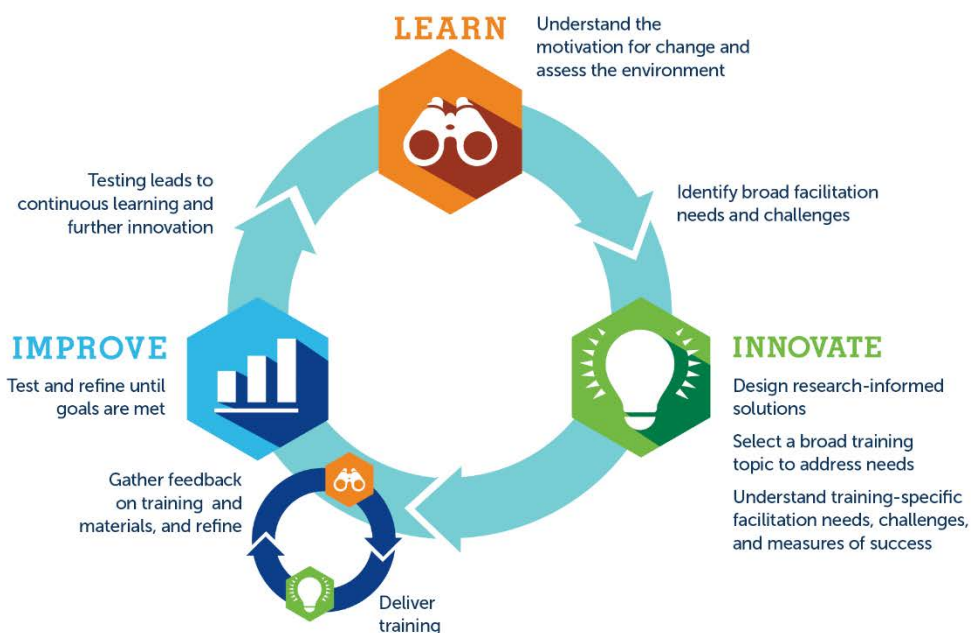 LEARN
Understand the
motivation for change and
assess the environment
Identify broad facilitation
needs and challenges
INNOVATE
Design research-informed
solutions
Select a broad training
topic to address needs
Understand training-specific
facilitation needs, challenges,
and measures of success
Deliver
training
Gather feedback
on training and
materials, and refine
IMPROVE
Test and refine until
goals are met
Testing leads to
continuous learning and
further innovation